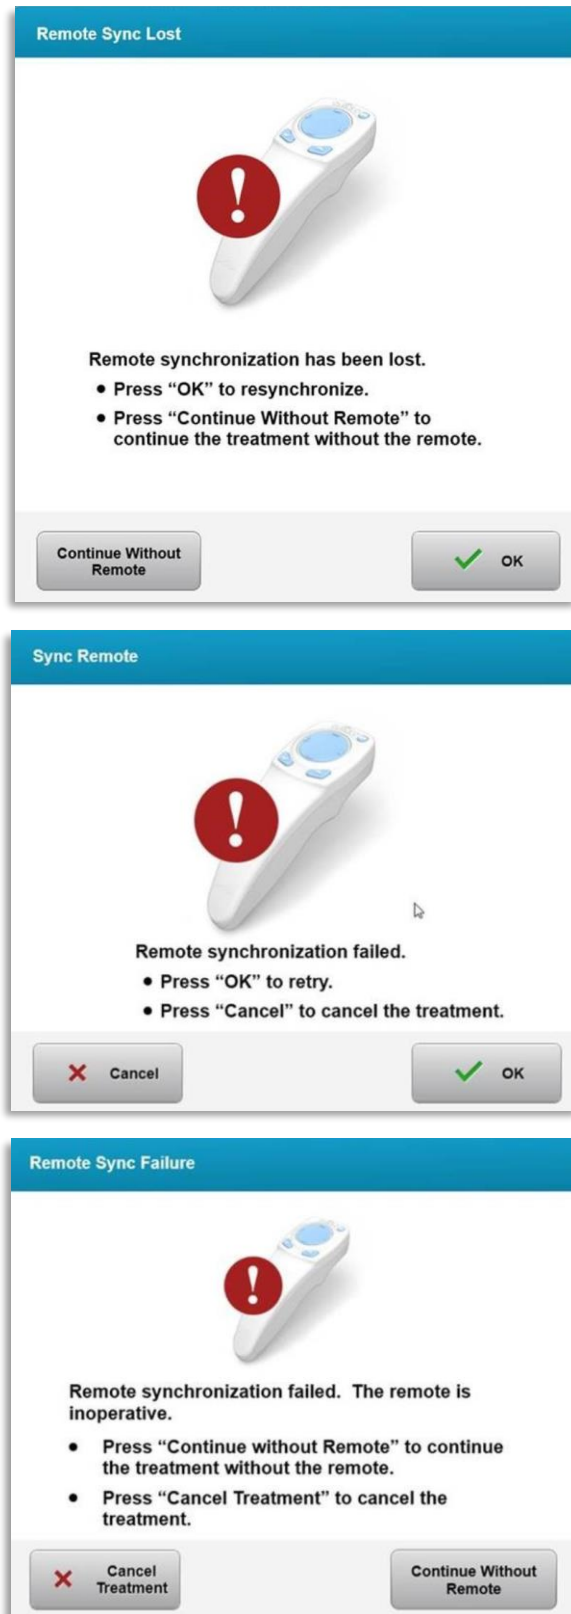 Remote Sync Lost
Remote synchronization has been lost.
• Press “OK” to resynchronize.
• Press “Continue Without Remote” to
continue the treatment without the remote.
Continue Without
Remote
OK
Sync Remote
Remote synchronization failed.
• Press “OK” to retry.
• Press “Cancel” to cancel the treatment.
Cancel
OK
Remote Sync Failure
Remote synchronization failed.  The remote is
inoperative.
• Press “Continue without Remote” to continue
the treatment without the remote.
• Press “Cancel Treatment” to cancel the
treatment.
Cancel
Treatment
Continue Without
Remote